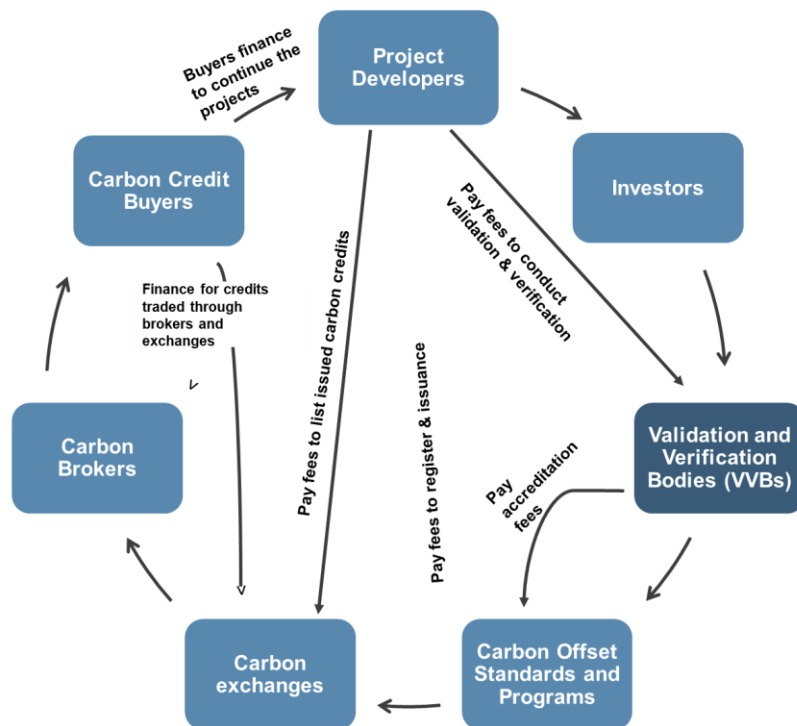 Project
Developers
Buyers finance
to continue the
projects
Carbon Credit
Buyers
Investors
Pay fees to conduct
validation & verification
Finance for credits
traded through
brokers and
exchanges
Pay fees to list issued carbon credits
Pay fees to register & issuance
Carbon
Brokers
Validation and
Verification
Bodies (VVBs)
Pay
accreditation
fees
Carbon
exchanges
Carbon Offset
Standards and
Programs